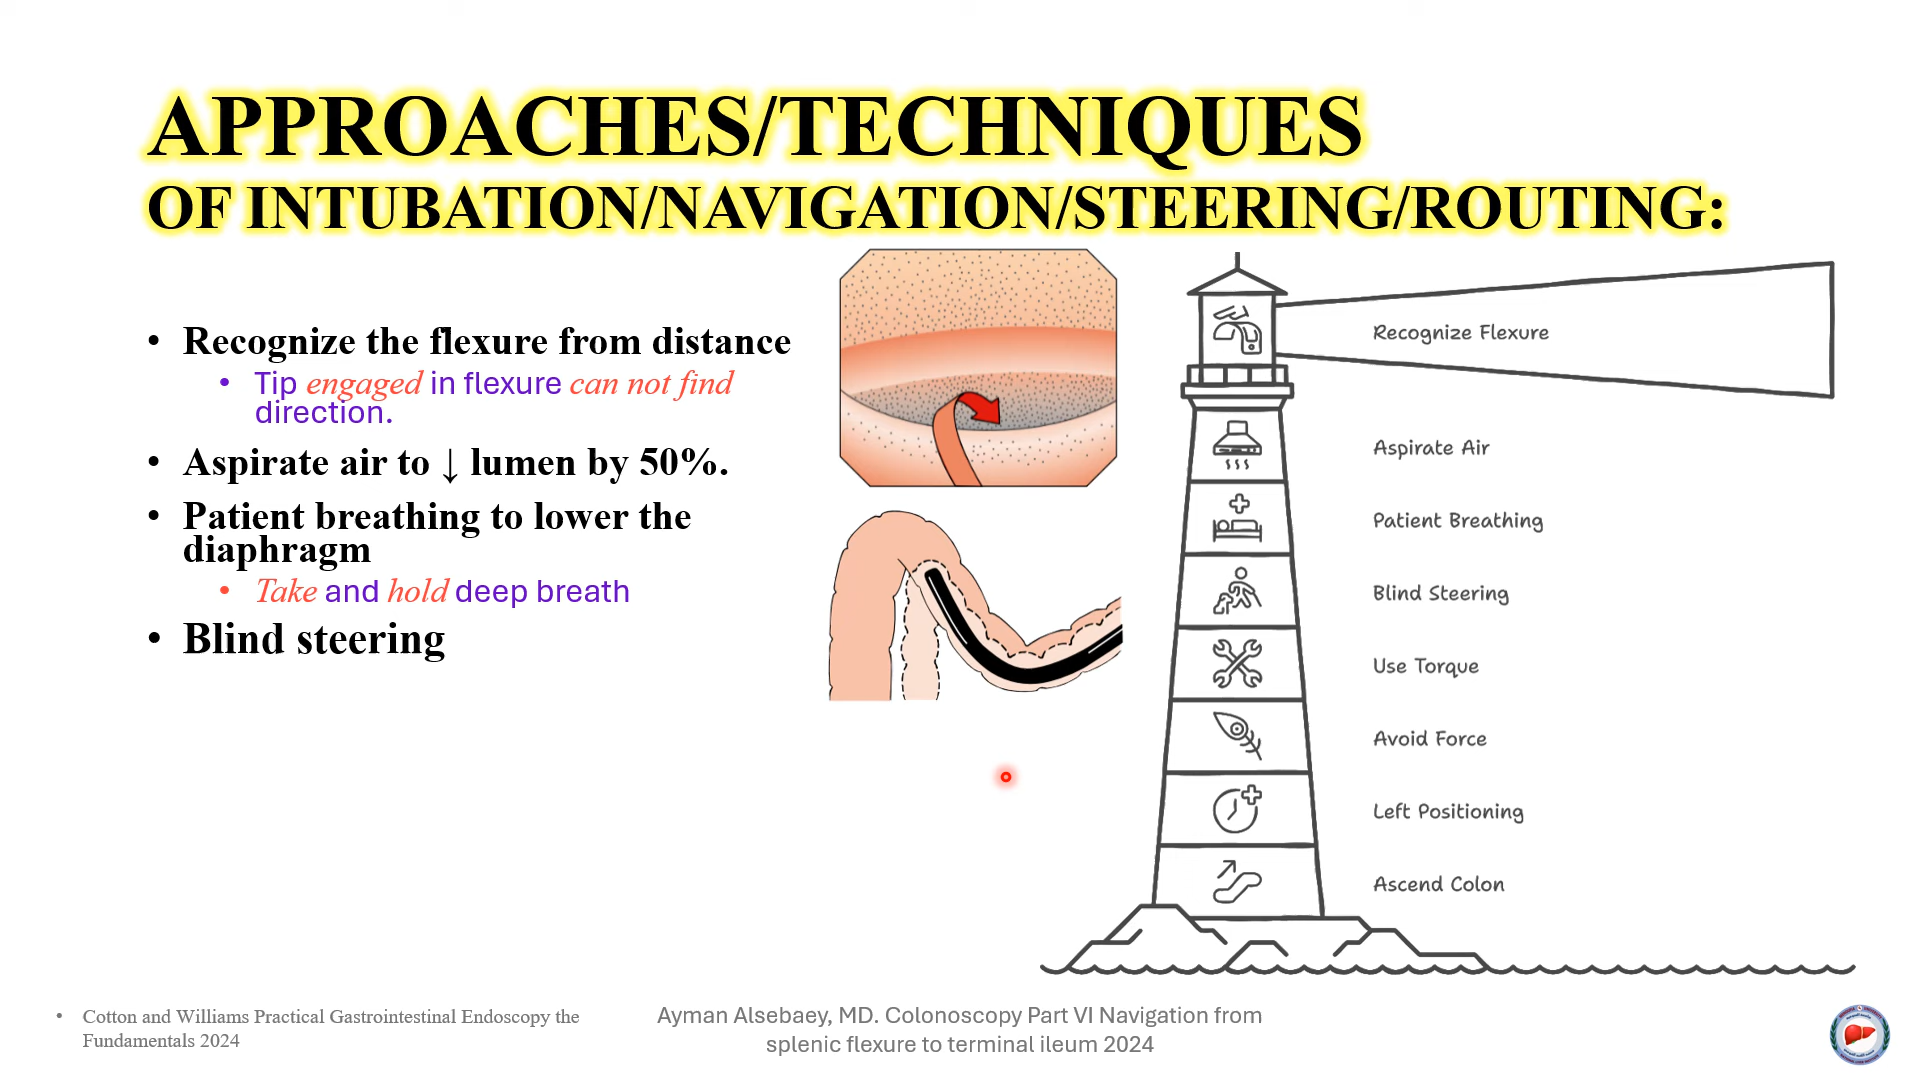 APPROACHES/TECHNIQUES
OF INTUBATION/NAVIGATION/STEERING/ROUTING:
• Recognize the flexure from distance
• Tip engaged in flexure can not find
direction.
• Aspirate air to ↓ lumen by 50%.
• Patient breathing to lower the
diaphragm
• Take and hold deep breath
• Blind steering
Recognize Flexure
Aspirate Air
Patient Breathing
Blind Steering
Use Torque
Avoid Force
Left Positioning
Ascend Colon
• Cotton and Williams Practical Gastrointestinal Endoscopy the
Fundamentals 2024
Ayman Alsebaey, MD. Colonoscopy Part VI Navigation from
splenic flexure to terminal ileum 2024